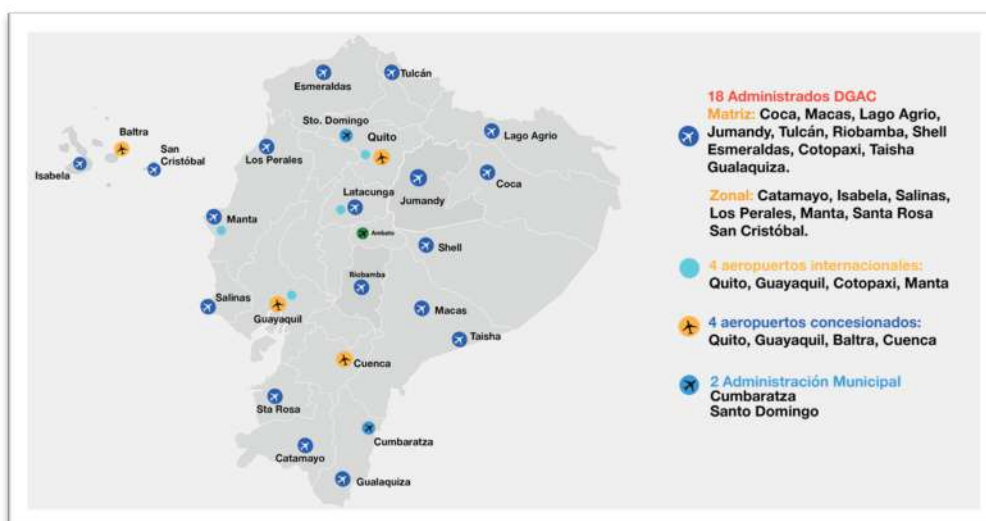 Esmeraldas
Tulcán
Sto. Domingo
Quito
Lago Agrio
Baltra
San
Cristóbal
Isabela
Los Perales
Latacunga
Jumandy
Coca
Manta
Ambato
Shell
Riobamba
Salinas
Guayaquil
Macas
Taisha
Cuenca
Sta Rosa
Cumbaratza
Catamayo
Gualaquiza
18 Administrados DGAC
Matriz: Coca, Macas, Lago Agrio,
Jumandy, Tulcán, Riobamba, Shell
Esmeraldas, Cotopaxi, Taisha
Gualaquiza.
Zonal: Catamayo, Isabela, Salinas,
Los Perales, Manta, Santa Rosa
San Cristóbal.
4 aeropuertos internacionales:
Quito, Guayaquil, Cotopaxi, Manta
4 aeropuertos concesionados:
Quito, Guayaquil, Baltra, Cuenca
2 Administración Municipal
Cumbaratza
Santo Domingo